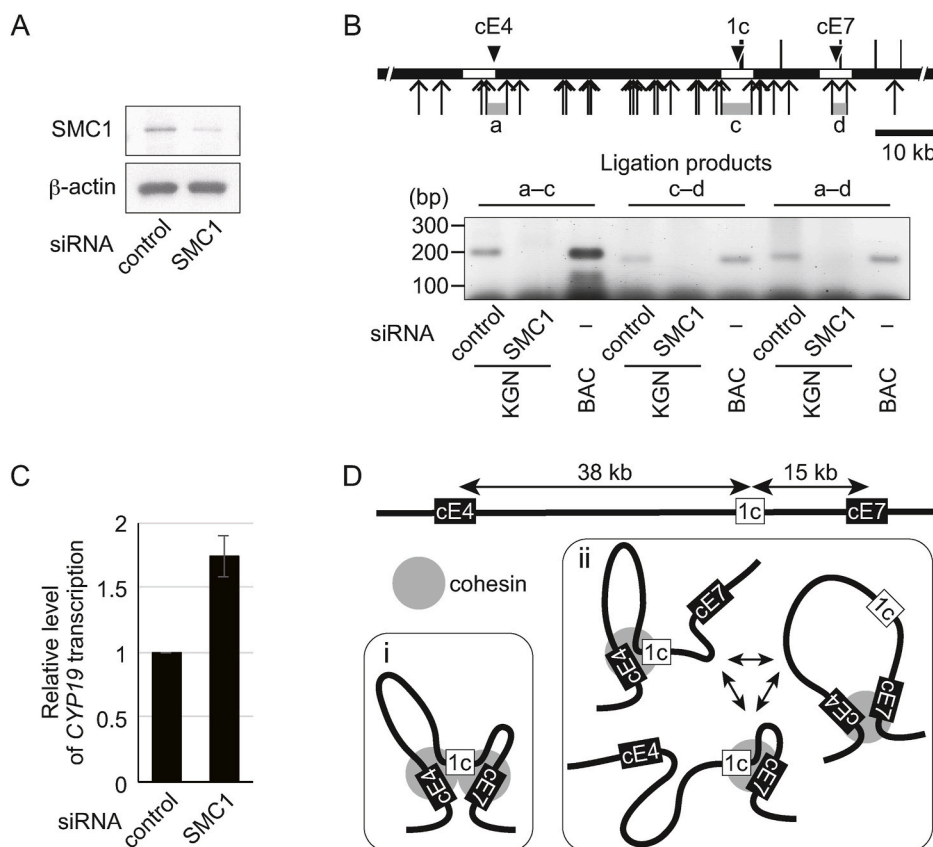 A
SMC1
β-actin
siRNA
control
SMC1
B
cE4
1c
cE7
a
c
d
10 kb
Ligation products
(bp)
a–c
c–d
a–d
300
200
100
siRNA
control
SMC1
–
control
SMC1
–
control
SMC1
–
KGN
BAC
KGN
BAC
KGN
BAC
C
Relative level
of CYP19 transcription
2
1.5
1
0.5
0
siRNA
control
SMC1
D
38 kb
15 kb
cE4
1c
cE7
cohesin
i
cE4
1c
cE7
ii
cE4
1c
cE7
1c
cE4
cE7
cE4
1c
cE7